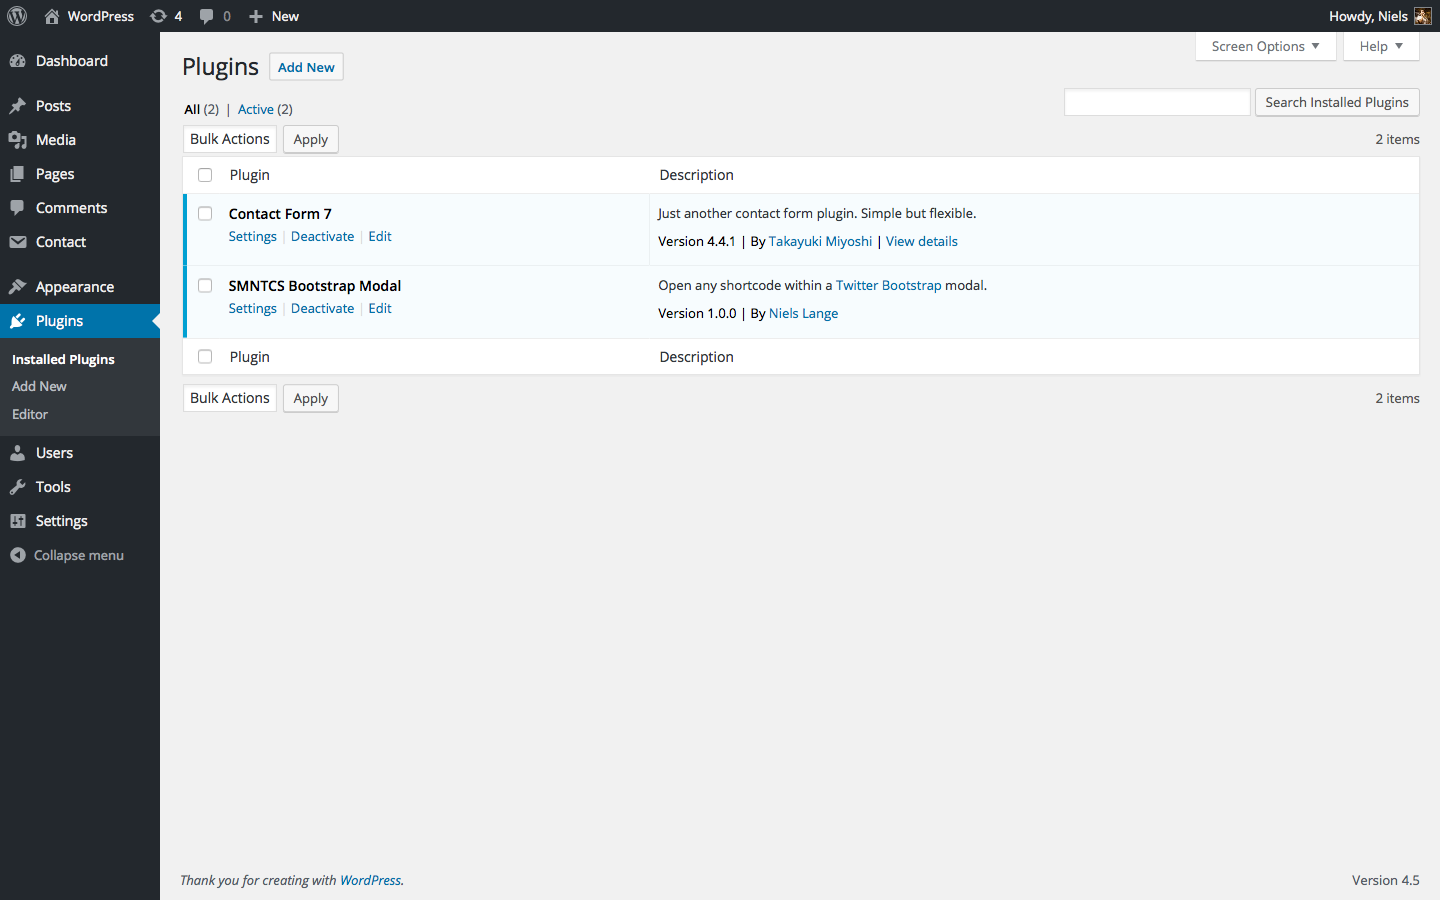 WordPress 4 0 New Howdy, Niels
Screen Options Help
Dashboard
Posts
Media
Pages
Comments
Contact
Appearance
Plugins
Installed Plugins
Add New
Editor
Users
Tools
Settings
Collapse menu
Plugins Add New
All (2) | Active (2)
Search Installed Plugins
Bulk Actions Apply 2 items
Plugin Description
Contact Form 7 Just another contact form plugin. Simple but flexible.
Settings | Deactivate | Edit Version 4.4.1 | By Takayuki Miyoshi | View details
SMNTCS Bootstrap Modal Open any shortcode within a Twitter Bootstrap modal.
Settings | Deactivate | Edit Version 1.0.0 | By Niels Lange
Plugin Description
Bulk Actions Apply 2 items
Thank you for creating with WordPress. Version 4.5